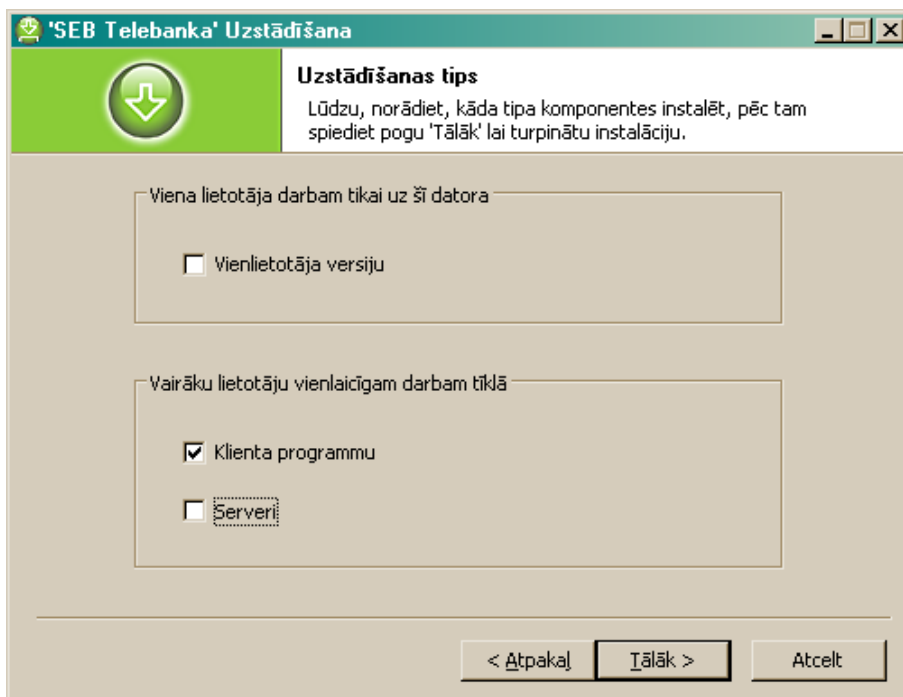 'SEB Telebanka' Uzstādīšana
Uzstādīšanas tips
Lūdzu, norādiet, kāda tipa komponentes instalēt, pēc tam
spiediet pogu 'Tālāk' lai turpinātu instalāciju.
Viena lietotāja darbam tikai uz šī datora
Vienlietotāja versiju
Vairāku lietotāju vienlaicīgam darbam tīklā
Klienta programmu
Serveri
< Atpakaļ
Tālāk >
Atcelt